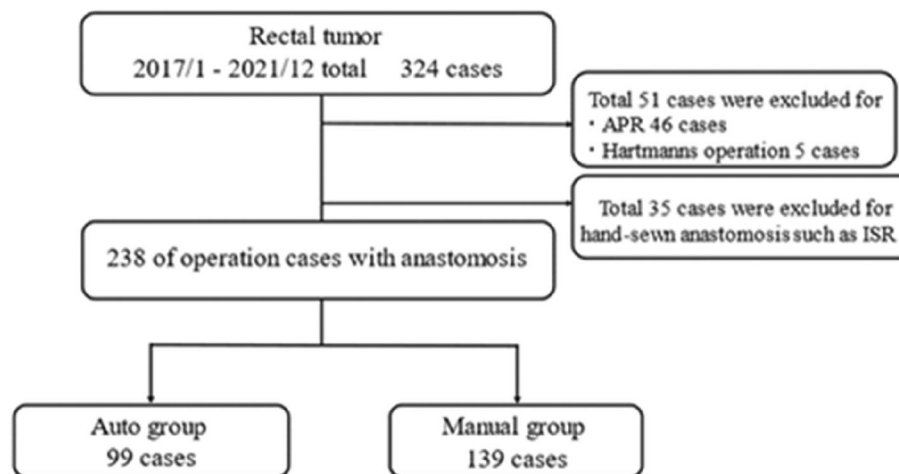 Rectal tumor
2017/1 - 2021/12 total 324 cases
Total 51 cases were excluded for
・APR 46 cases
・Hartmanns operation 5 cases
Total 35 cases were excluded for
hand-sewn anastomosis such as ISR
238 of operation cases with anastomosis
Auto group
99 cases
Manual group
139 cases